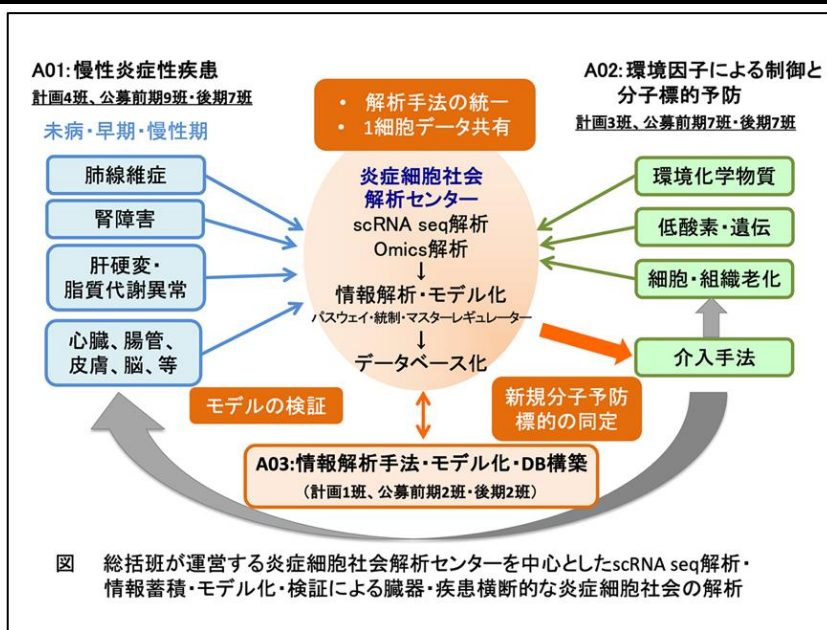 A01:慢性炎症性疾患
計画4班、公募前期9班・後期7班
未病・早期・慢性期
肺線維症
腎障害
肝硬変・
脂質代謝異常
心臓、腸管、
皮膚、脳、等
• 解析手法の統一
• 1細胞データ共有
炎症細胞社会
解析センター
scRNA seq解析
Omics解析
↓
情報解析・モデル化
パスウェイ・統制・マスターレギュレーター
↓
データベース化
A02:環境因子による制御と
分子標的予防
計画3班、公募前期7班・後期7班
環境化学物質
低酸素・遺伝
細胞・組織老化
介入手法
モデルの検証
新規分子予防
標的の同定
A03:情報解析手法・モデル化・DB構築
(計画1班、公募前期2班・後期2班)
図 総括班が運営する炎症細胞社会解析センターを中心としたscRNA seq解析・
情報蓄積・モデル化・検証による臓器・疾患横断的な炎症細胞社会の解析